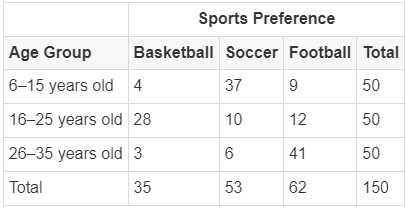 Sports Preference
Age Group Basketball Soccer Football Total
6–15 years old 4 37 9 50
16–25 years old 28 10 12 50
26–35 years old 3 6 41 50
Total 35 53 62 150